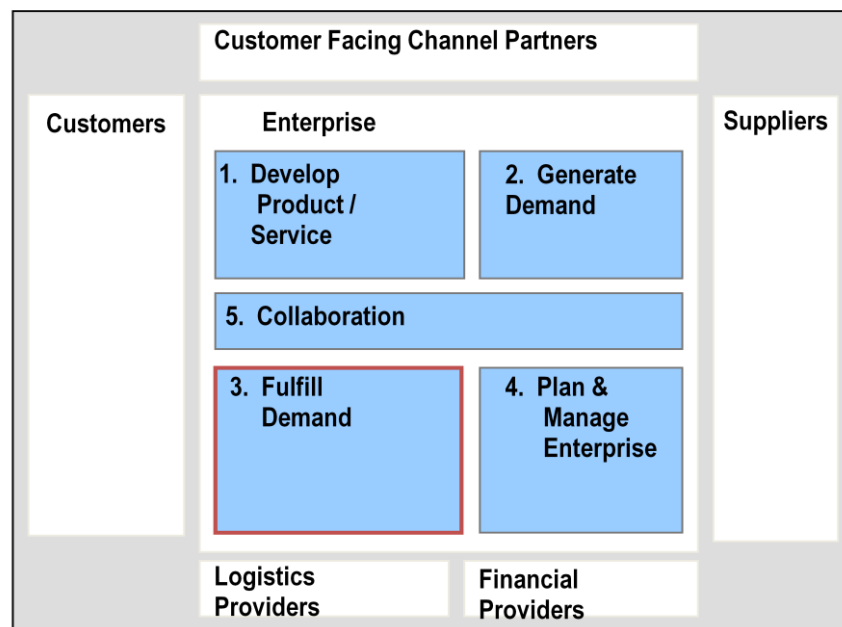 Customer Facing Channel Partners
Customers
Enterprise
Suppliers
1. Develop
Product /
Service
2. Generate
Demand
5. Collaboration
3. Fulfill
Demand
4. Plan &
Manage
Enterprise
Logistics
Providers
Financial
Providers